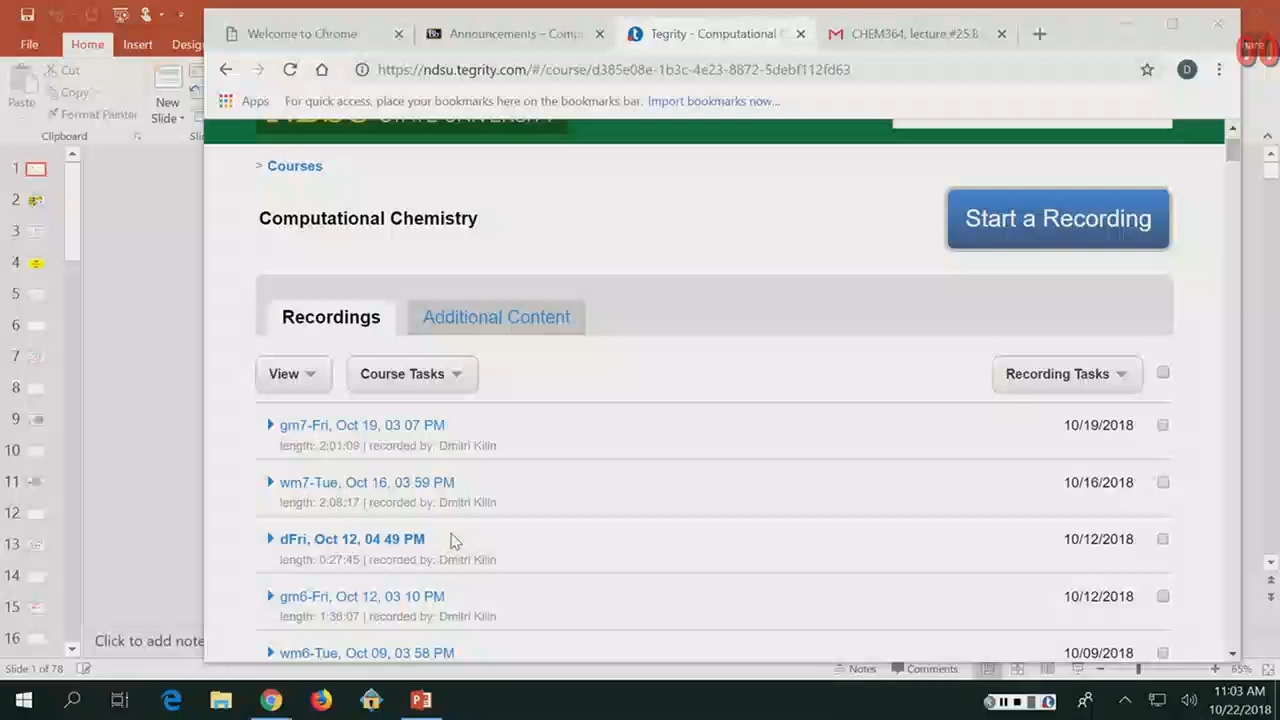 Welcome to Chrome
Announcements – Comp
Tegrity - Computational C
CHEM364, lecture #25 B
File
Home
Insert
Desig
https://ndsu.tegrity.com/#/course/d385e08e-1b3c-4e23-8872-5debf112fd63
D
Cut
Copy
Format Painter
Paste
New
Slide
Clipboard
Apps
For quick access, place your bookmarks here on the bookmarks bar.
Import bookmarks now...
STATE UNIVERSITY
> Courses
Computational Chemistry
Start a Recording
Recordings
Additional Content
View
Course Tasks
Recording Tasks
gm7-Fri, Oct 19, 03 07 PM
10/19/2018
length: 2:01:09 | recorded by: Dmitri Kilin
wm7-Tue, Oct 16, 03 59 PM
10/16/2018
length: 2:08:17 | recorded by: Dmitri Kilin
dFri, Oct 12, 04 49 PM
10/12/2018
length: 0:27:45 | recorded by: Dmitri Kilin
gm6-Fri, Oct 12, 03 10 PM
10/12/2018
length: 1:36:07 | recorded by: Dmitri Kilin
wm6-Tue, Oct 09, 03 58 PM
10/09/2018
1
2
3
4
5
6
7
8
9
10
11
12
13
14
15
16
Click to add note
Slide 1 of 78
Notes
Comments
65%
11:03 AM
10/22/2018